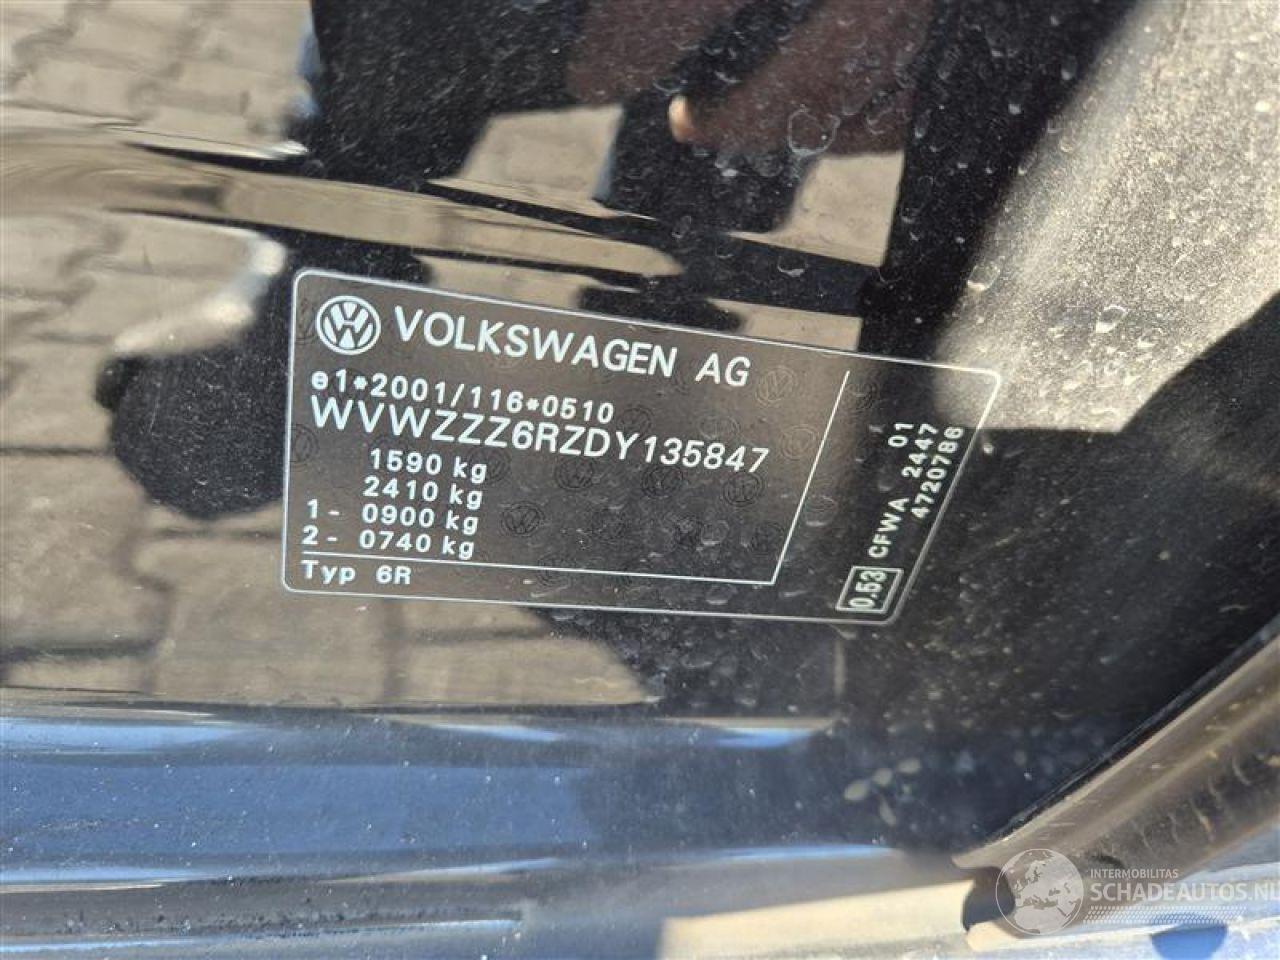 VOLKSWAGEN AG
e1*2001/116*0510
WVWZZZ6RZDY135847
1590 kg
2410 kg
1- 0900 kg
2- 0740 kg
Typ 6R
01
CFWA 2447
4720786
0.53
INTERMOBILITAS
SCHADEAUTOS.NL